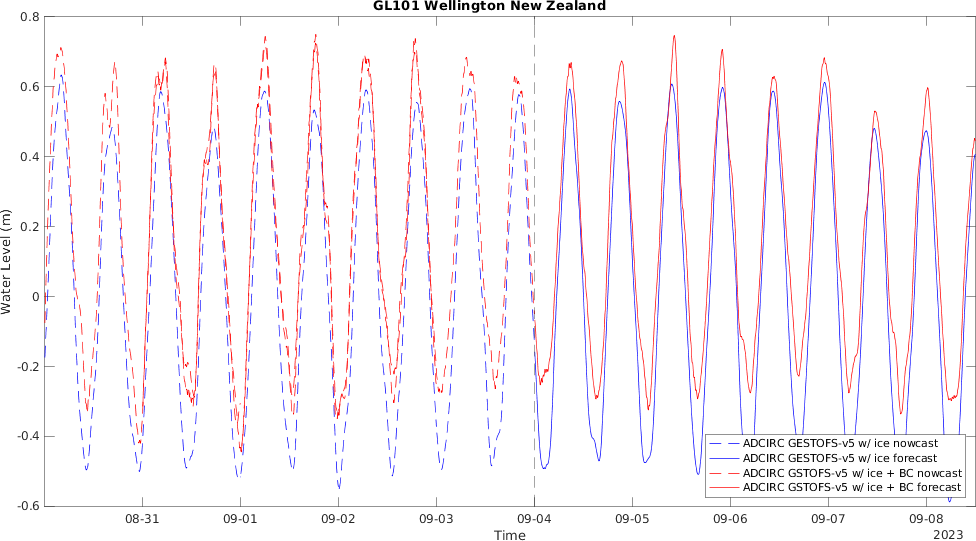 GL101 Wellington New Zealand
0.8
0.6
0.4
0.2
0
-0.2
-0.4
-0.6
Water Level (m)
ADCIRC GESTOFS-v5 w/ ice nowcast
ADCIRC GESTOFS-v5 w/ ice forecast
ADCIRC GSTOFS-v5 w/ ice + BC nowcast
ADCIRC GSTOFS-v5 w/ ice + BC forecast
08-31 09-01 09-02 09-03 09-04 09-05 09-06 09-07 09-08
Time
2023